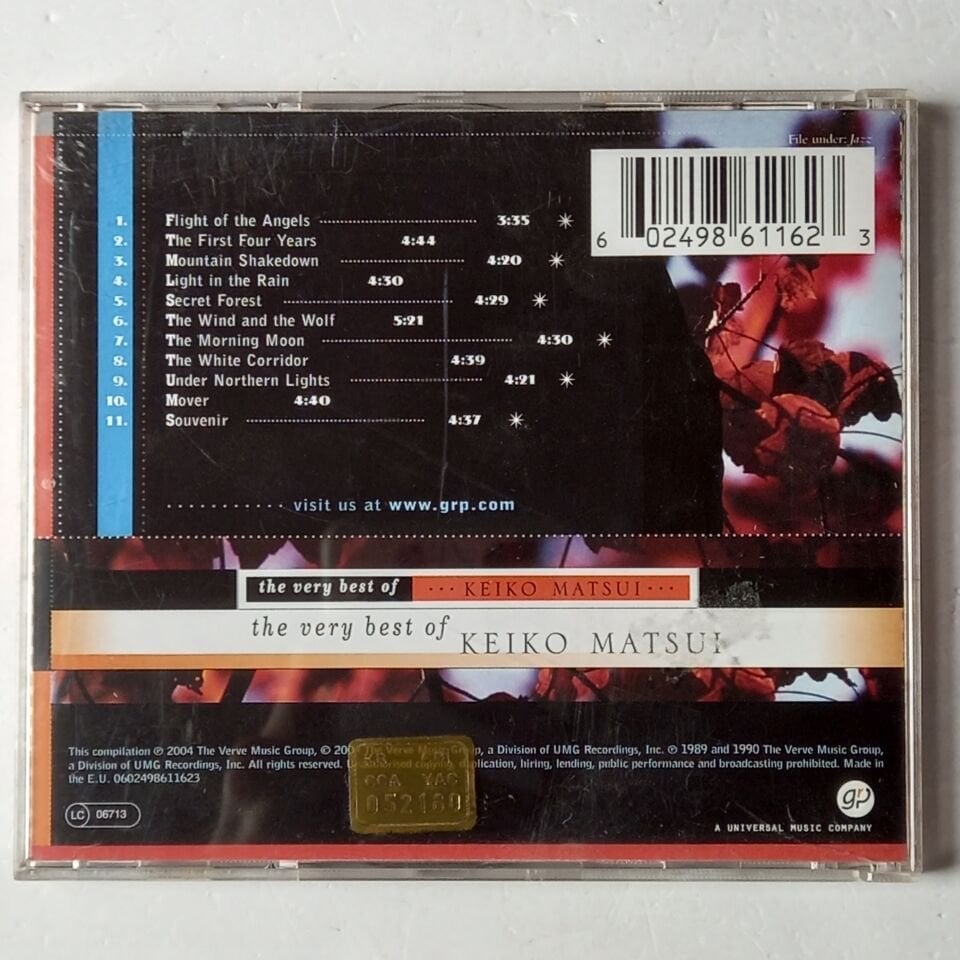 File under: Jazz
6 02498 61162 3
1. Flight of the Angels 3:35
2. The First Four Years 4:44
3. Mountain Shakedown 4:20
4. Light in the Rain 4:30
5. Secret Forest 4:29
6. The Wind and the Wolf 5:21
7. The Morning Moon 4:30
8. The White Corridor 4:39
9. Under Northern Lights 4:21
10. Mover 4:40
11. Souvenir 4:37
visit us at www.grp.com
the very best of ···KEIKO MATSUI···
the very best of KEIKO MATSUI
This compilation ℗ 2004 The Verve Music Group, © The Verve Music Group, a Division of UMG Recordings, Inc. ℗ 1989 and 1990 The Verve Music Group,
a Division of UMG Recordings, Inc. All rights reserved. Unauthorised copying, duplication, hiring, lending, public performance and broadcasting prohibited. Made in
the E.U. 0602498611623
052160
LC 06713
grp
A UNIVERSAL MUSIC COMPANY